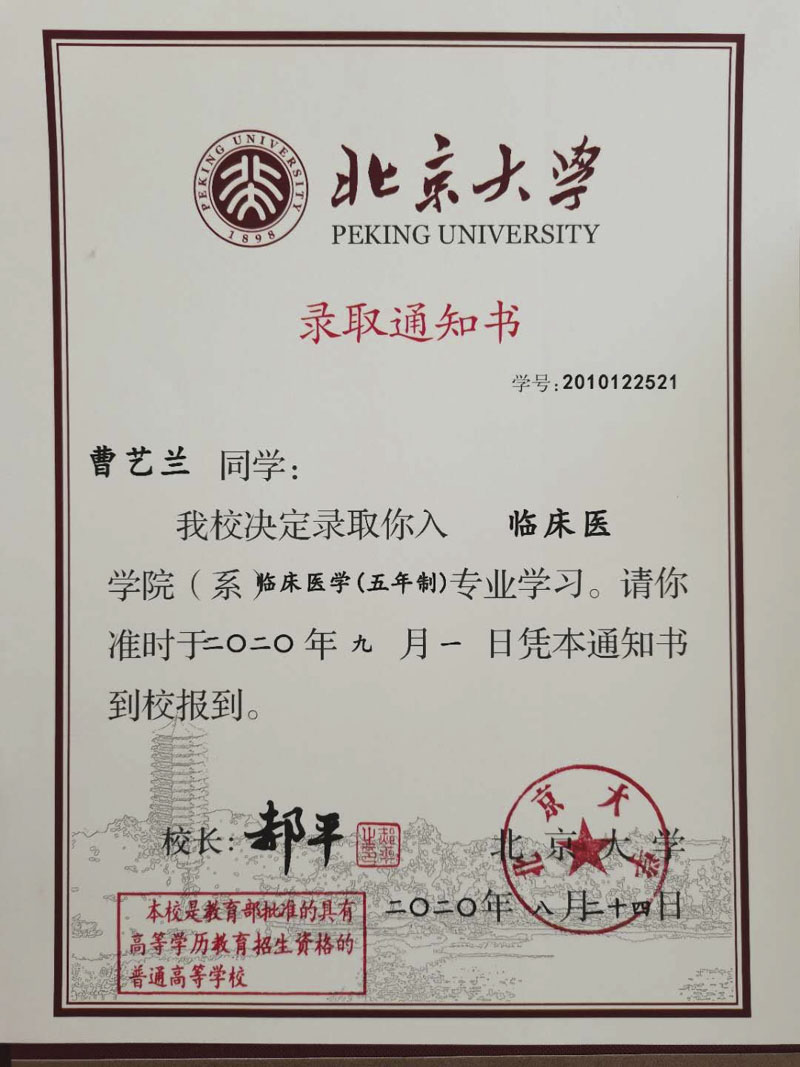 PEKING UNIVERSITY
1898
北京大学
PEKING UNIVERSITY
录取通知书
学号:2010122521
曹艺兰 同学:
我校决定录取你入 临床医
学院（系）临床医学(五年制)专业学习。请你
准时于二〇二〇年九月一日凭本通知书
到校报到。
校长:郝平
北京大学
北京大学
二〇二〇年八月二十四日
本校是教育部批准的具有
高等学历教育招生资格的
普通高等学校